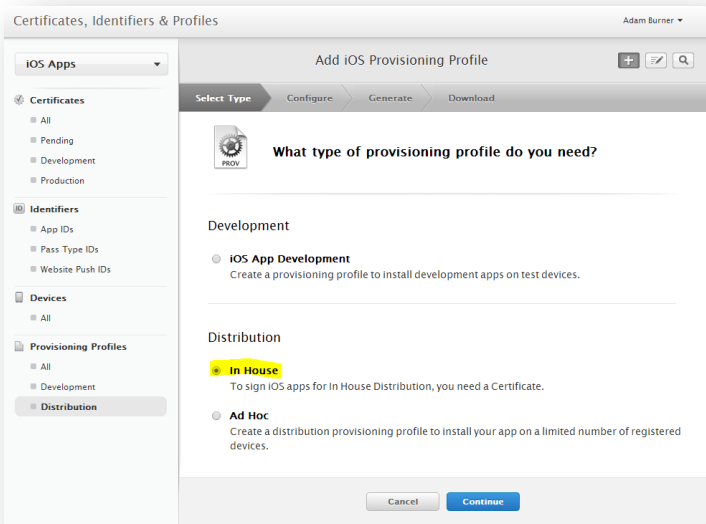 Certificates, Identifiers & Profiles
Adam Burner
iOS Apps
Certificates
All
Pending
Development
Production
ID Identifiers
App IDs
Pass Type IDs
Website Push IDs
Devices
All
Provisioning Profiles
All
Development
Distribution
Add iOS Provisioning Profile
Select Type
Configure
Generate
Download
PROV
What type of provisioning profile do you need?
Development
iOS App Development
Create a provisioning profile to install development apps on test devices.
Distribution
In House
To sign iOS apps for In House Distribution, you need a Certificate.
Ad Hoc
Create a distribution provisioning profile to install your app on a limited number of registered
devices.
Cancel
Continue